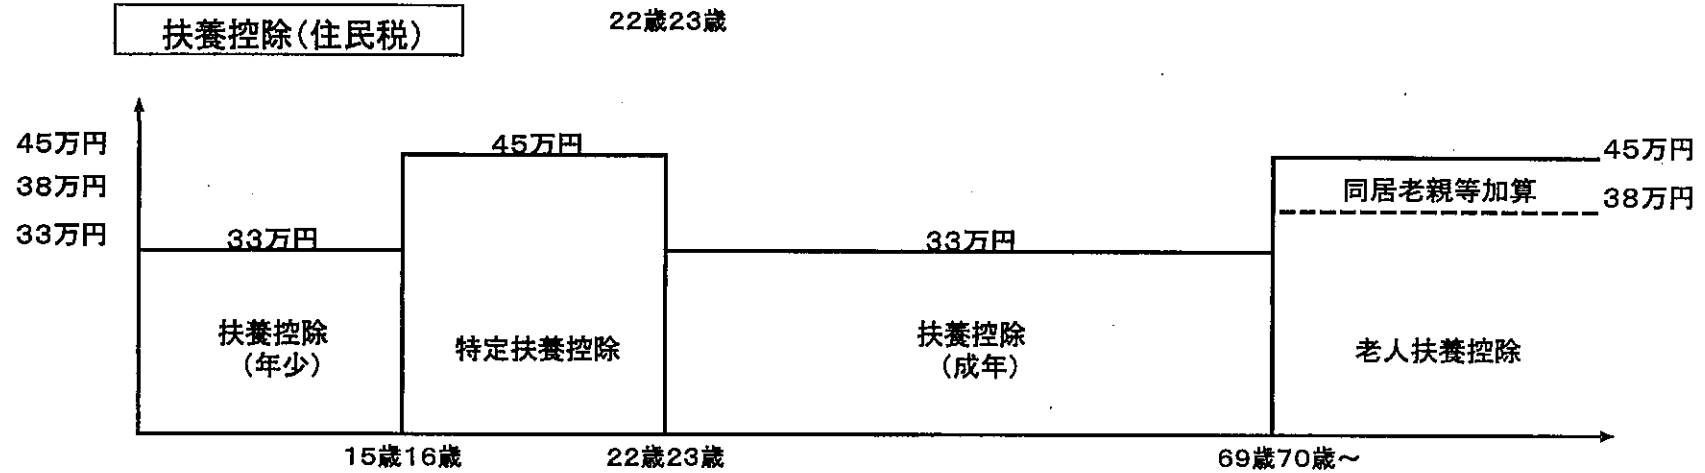 扶養控除(住民税)
22歳23歳
45万円
38万円
33万円
33万円
45万円
33万円
45万円
同居老親等加算
38万円
扶養控除
(年少)
特定扶養控除
扶養控除
(成年)
老人扶養控除
15歳16歳
22歳23歳
69歳70歳~